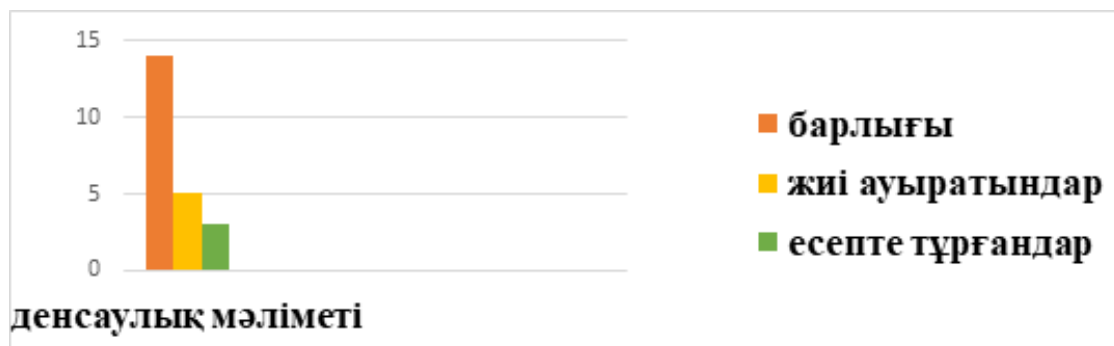 15
10
5
0
денсаулық мәліметі
барлығы
жиі ауыратындар
есепте тұрғандар